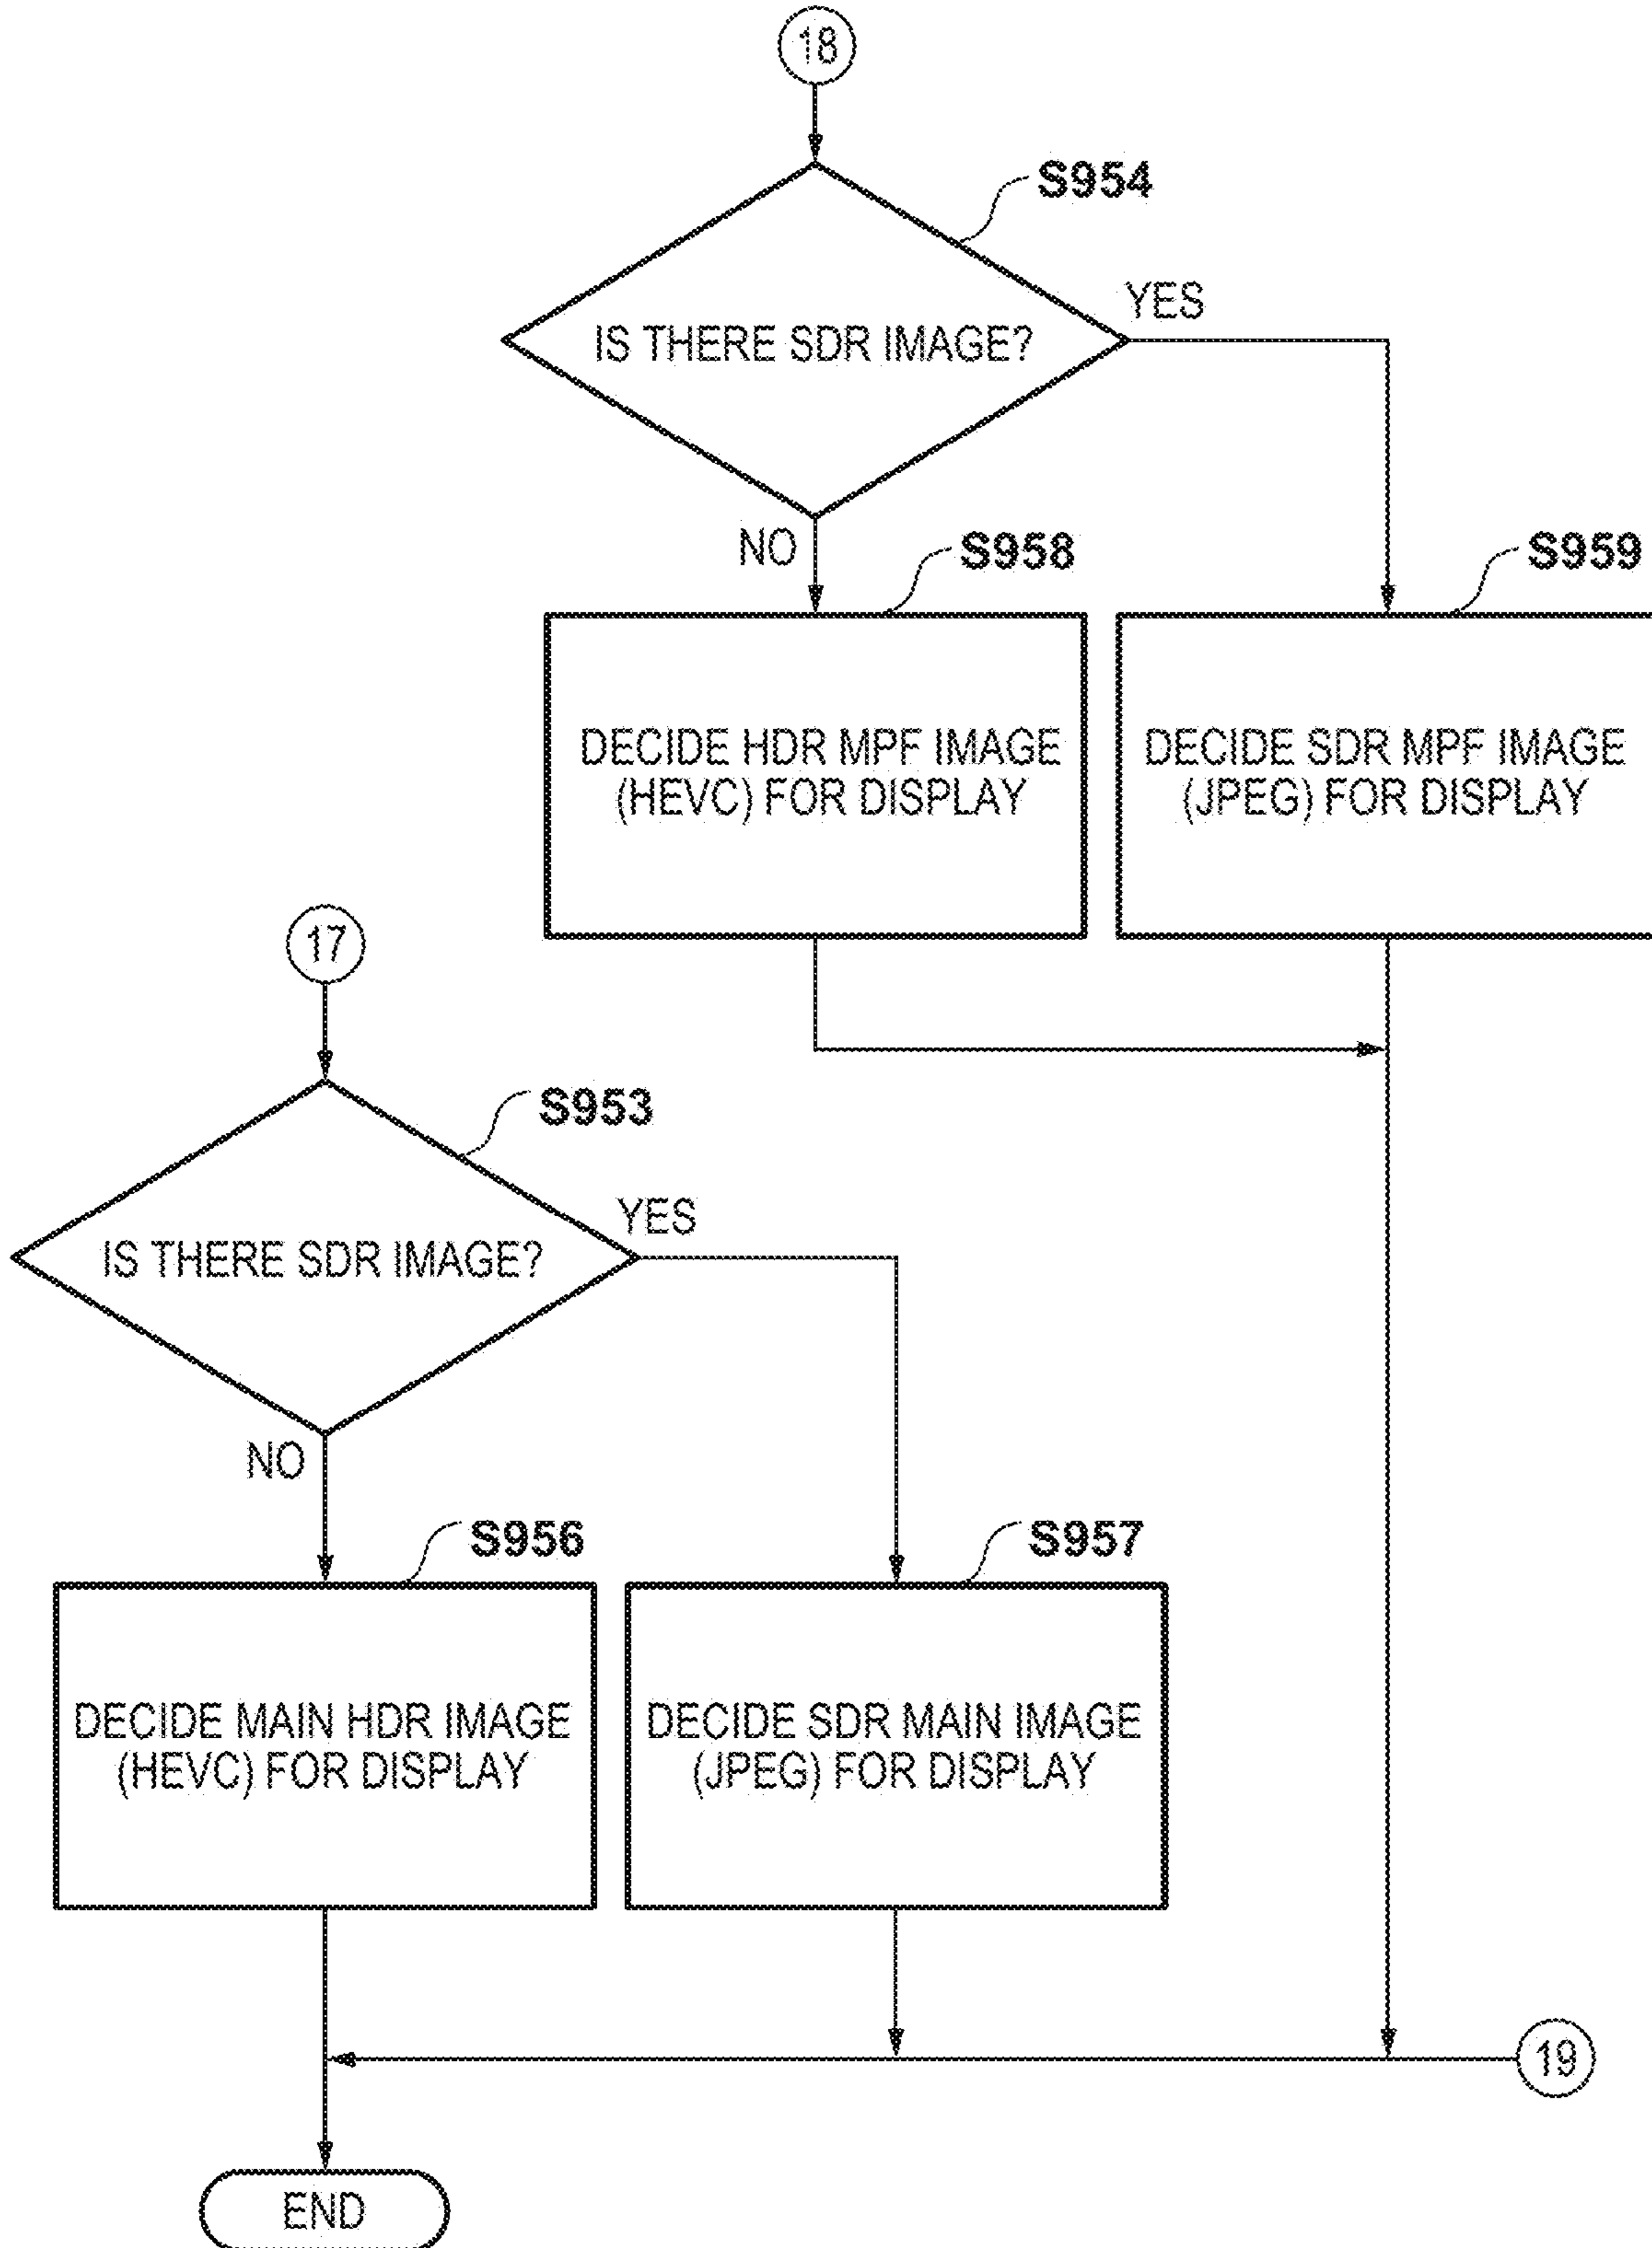 18
S954
YES
IS THERE SDR IMAGE?
NO
S958
S959
DECIDE HDR MPF IMAGE
(HEVC) FOR DISPLAY
DECIDE SDR MPF IMAGE
(JPEG) FOR DISPLAY
17
S953
YES
IS THERE SDR IMAGE?
NO
S956
S957
DECIDE MAIN HDR IMAGE
(HEVC) FOR DISPLAY
DECIDE SDR MAIN IMAGE
(JPEG) FOR DISPLAY
19
END